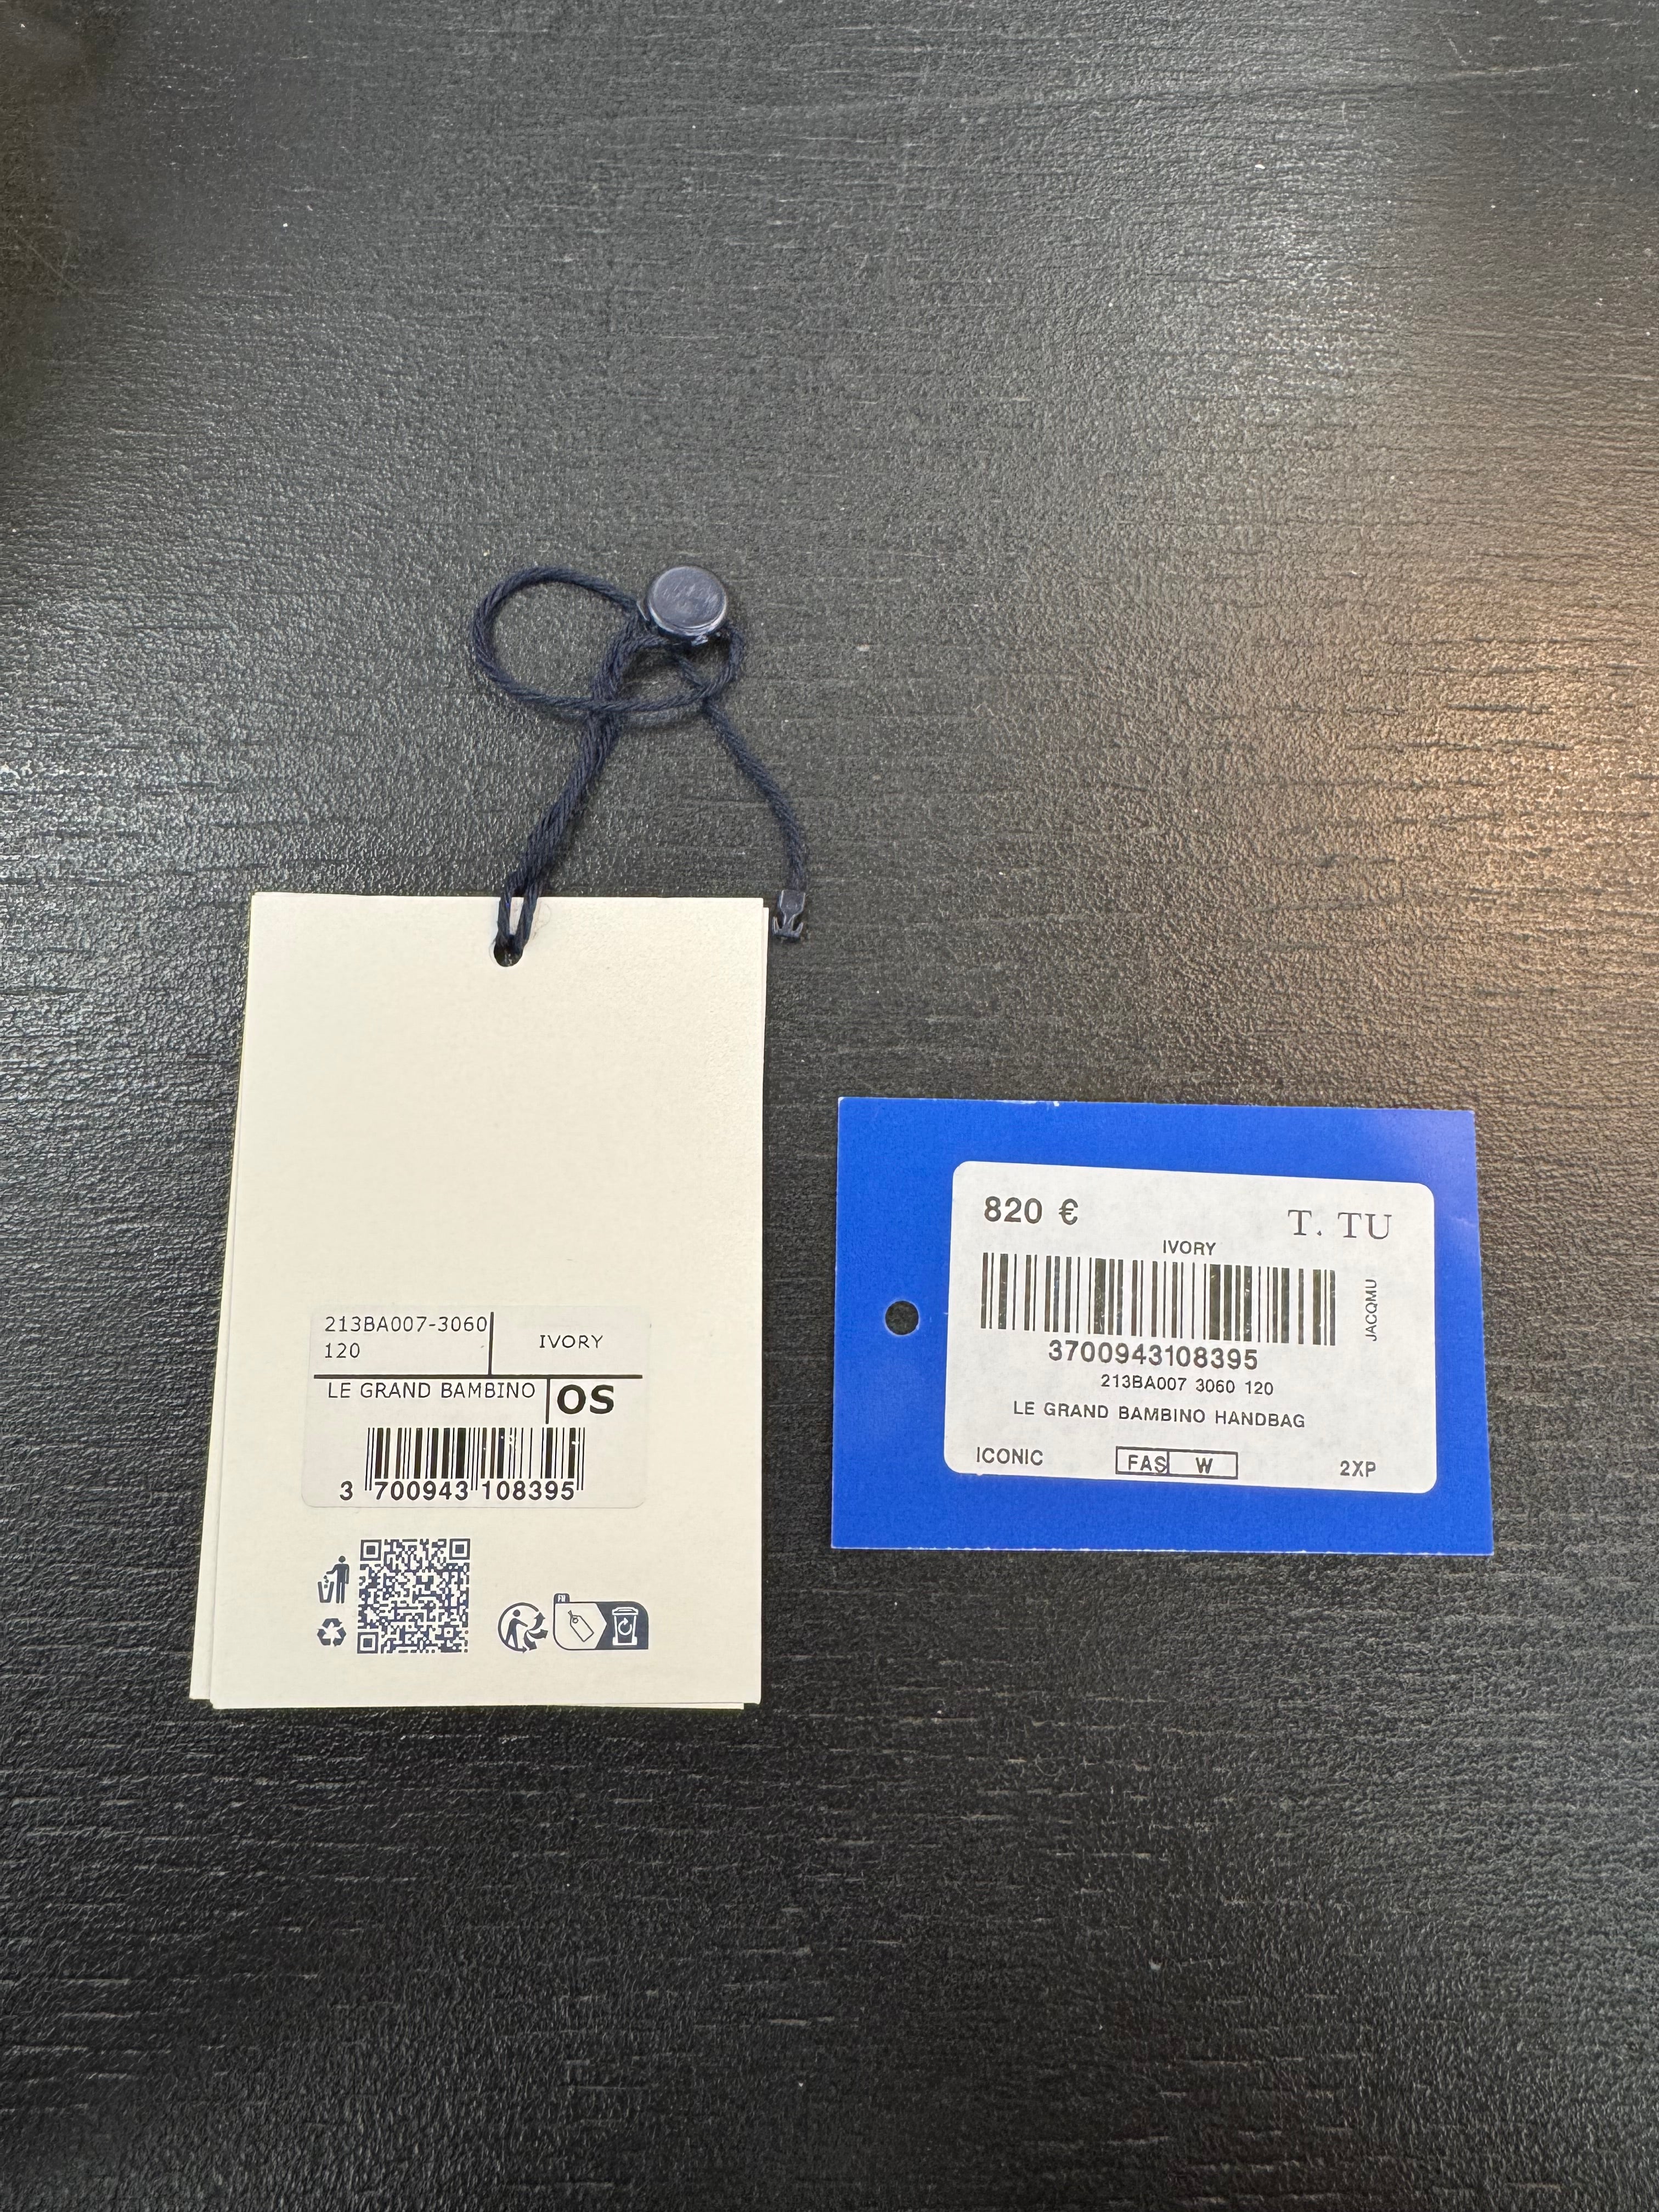 213BA007-3060
120
IVORY
LE GRAND BAMBINO
OS
3 700943 108395
FR
820 €
T. TU
IVORY
JACQMU
3700943108395
213BA007 3060 120
LE GRAND BAMBINO HANDBAG
ICONIC
FAS W
2XP